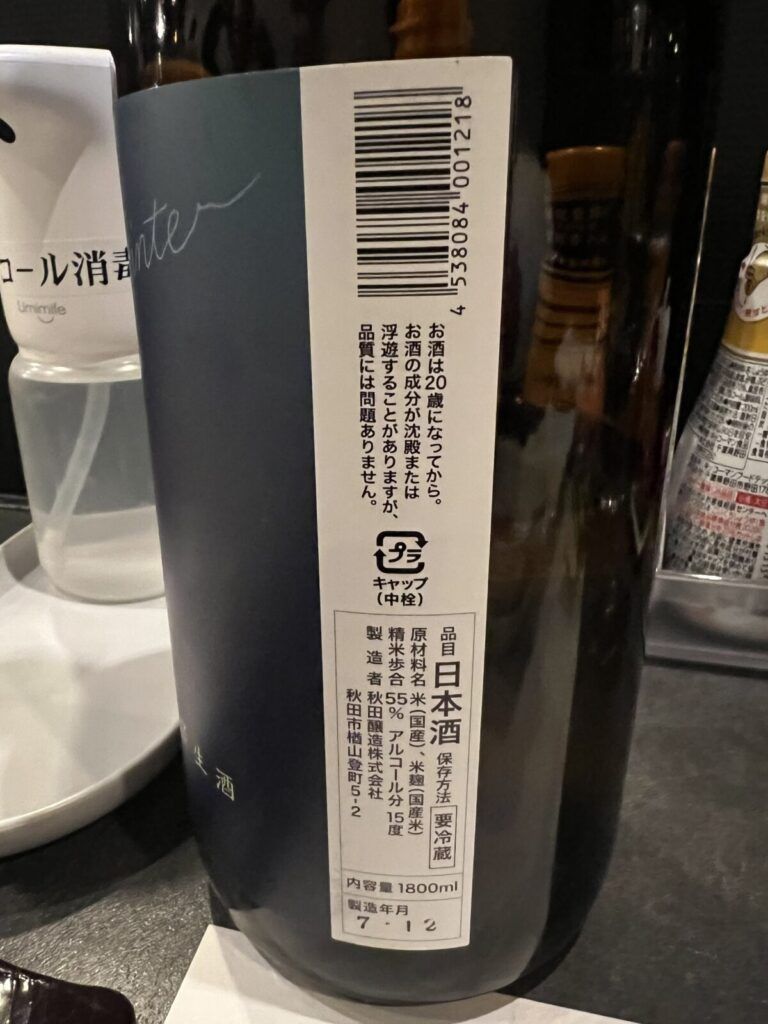 コール消毒
Umimile
inter
生酒
4 538084 001218
お酒は20歳になってから。
お酒の成分が沈殿または
浮遊することがありますが、
品質には問題ありません。
プラ
キャップ
(中栓)
品目 日本酒 保存方法 要冷蔵
原材料名 米(国産)、米麹(国産米)
精米歩合 55% アルコール分 15度
製造者 秋田醸造株式会社
秋田市楢山登町5-2
内容量 1800ml
製造年月
7 - 12